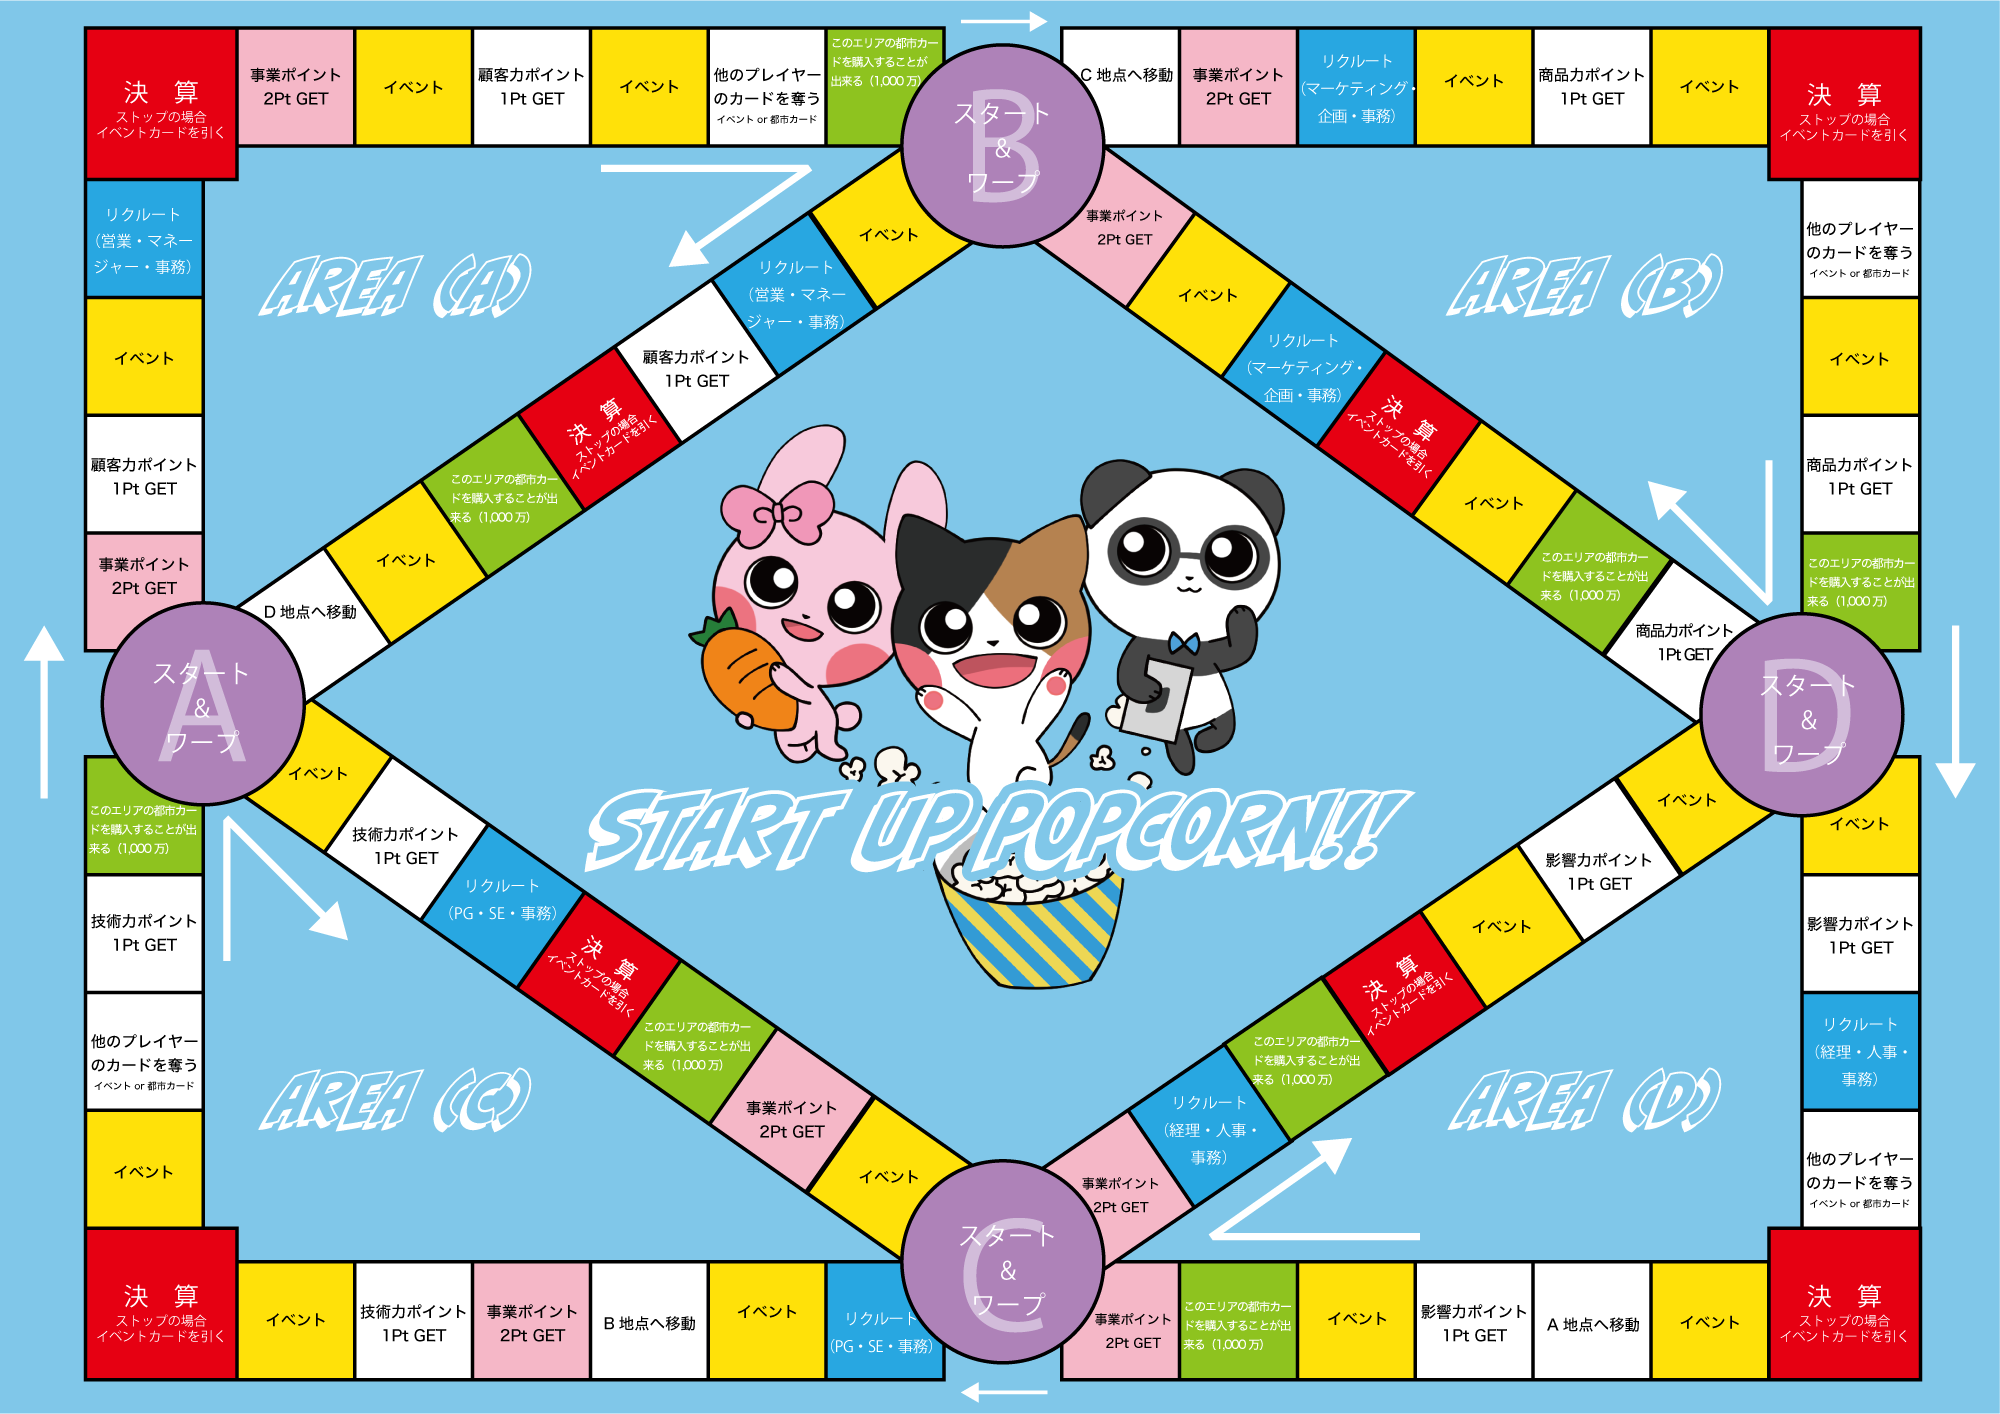 決 算
ストップの場合
イベントカードを引く
事業ポイント
2Pt GET
イベント
顧客力ポイント
1Pt GET
イベント
他のプレイヤー
のカードを奪う
イベント or 都市カード
このエリアの都市カー
ドを購入することが
出来る（1,000 万）
B
スタート
&
ワープ
C 地点へ移動
事業ポイント
2Pt GET
リクルート
（マーケティング・
企画・事務）
イベント
商品力ポイント
1Pt GET
イベント
決 算
ストップの場合
イベントカードを引く
リクルート
（営業・マネー
ジャー・事務）
イベント
顧客力ポイント
1Pt GET
事業ポイント
2Pt GET
AREA (A)
イベント
リクルート
（営業・マネー
ジャー・事務）
顧客力ポイント
1Pt GET
決 算
ストップの場合
イベントカードを引く
このエリアの都市カー
ドを購入することが出
来る（1,000 万）
イベント
D 地点へ移動
事業ポイント
2Pt GET
イベント
リクルート
（マーケティング・
企画・事務）
決 算
ストップの場合
イベントカードを引く
イベント
このエリアの都市カー
ドを購入することが出
来る（1,000 万）
商品力ポイント
1Pt GET
AREA (B)
他のプレイヤー
のカードを奪う
イベント or 都市カード
イベント
商品力ポイント
1Pt GET
このエリアの都市カー
ドを購入することが出
来る（1,000 万）
A
スタート
&
ワープ
D
スタート
&
ワープ
START UP POPCORN!!
このエリアの都市カー
ドを購入することが出
来る（1,000 万）
技術力ポイント
1Pt GET
他のプレイヤー
のカードを奪う
イベント or 都市カード
イベント
AREA (C)
イベント
技術力ポイント
1Pt GET
リクルート
（PG・SE・事務）
決 算
ストップの場合
イベントカードを引く
このエリアの都市カー
ドを購入することが出
来る（1,000 万）
事業ポイント
2Pt GET
イベント
イベント
影響力ポイント
1Pt GET
イベント
決 算
ストップの場合
イベントカードを引く
このエリアの都市カー
ドを購入することが出
来る（1,000 万）
リクルート
（経理・人事・
事務）
事業ポイント
2Pt GET
AREA (D)
イベント
影響力ポイント
1Pt GET
リクルート
（経理・人事・
事務）
他のプレイヤー
のカードを奪う
イベント or 都市カード
決 算
ストップの場合
イベントカードを引く
イベント
技術力ポイント
1Pt GET
事業ポイント
2Pt GET
B 地点へ移動
イベント
リクルート
（PG・SE・事務）
C
スタート
&
ワープ
事業ポイント
2Pt GET
このエリアの都市カー
ドを購入することが出
来る（1,000 万）
イベント
影響力ポイント
1Pt GET
A 地点へ移動
イベント
決 算
ストップの場合
イベントカードを引く